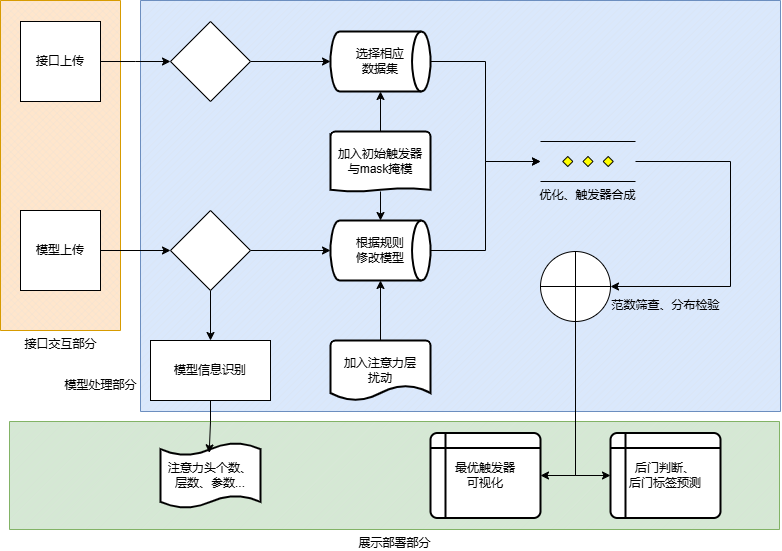 接口上传
选择相应
数据集
加入初始触发器
与mask掩模
优化、触发器合成
模型上传
根据规则
修改模型
范数筛查、分布检验
接口交互部分
模型信息识别
加入注意力层
扰动
模型处理部分
注意力头个数、
层数、参数...
最优触发器
可视化
后门判断、
后门标签预测
展示部署部分